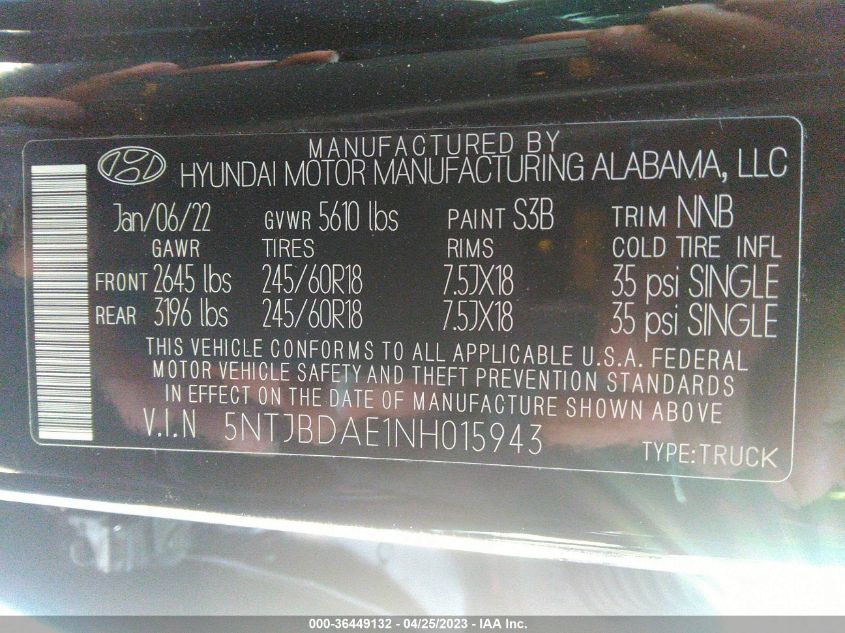 MANUFACTURED BY
HYUNDAI MOTOR MANUFACTURING ALABAMA, LLC
Jan/06/22 GVWR 5610 lbs PAINT S3B TRIM NNB
GAWR TIRES RIMS COLD TIRE INFL
FRONT 2645 lbs 245/60R18 7.5JX18 35 psi SINGLE
REAR 3196 lbs 245/60R18 7.5JX18 35 psi SINGLE
THIS VEHICLE CONFORMS TO ALL APPLICABLE U.S.A. FEDERAL
MOTOR VEHICLE SAFETY AND THEFT PREVENTION STANDARDS
IN EFFECT ON THE DATE OF MANUFACTURE SHOWN ABOVE
V.I.N 5NTJBDAE1NH015943
TYPE:TRUCK
000-36449132 - 04/25/2023 - IAA Inc.